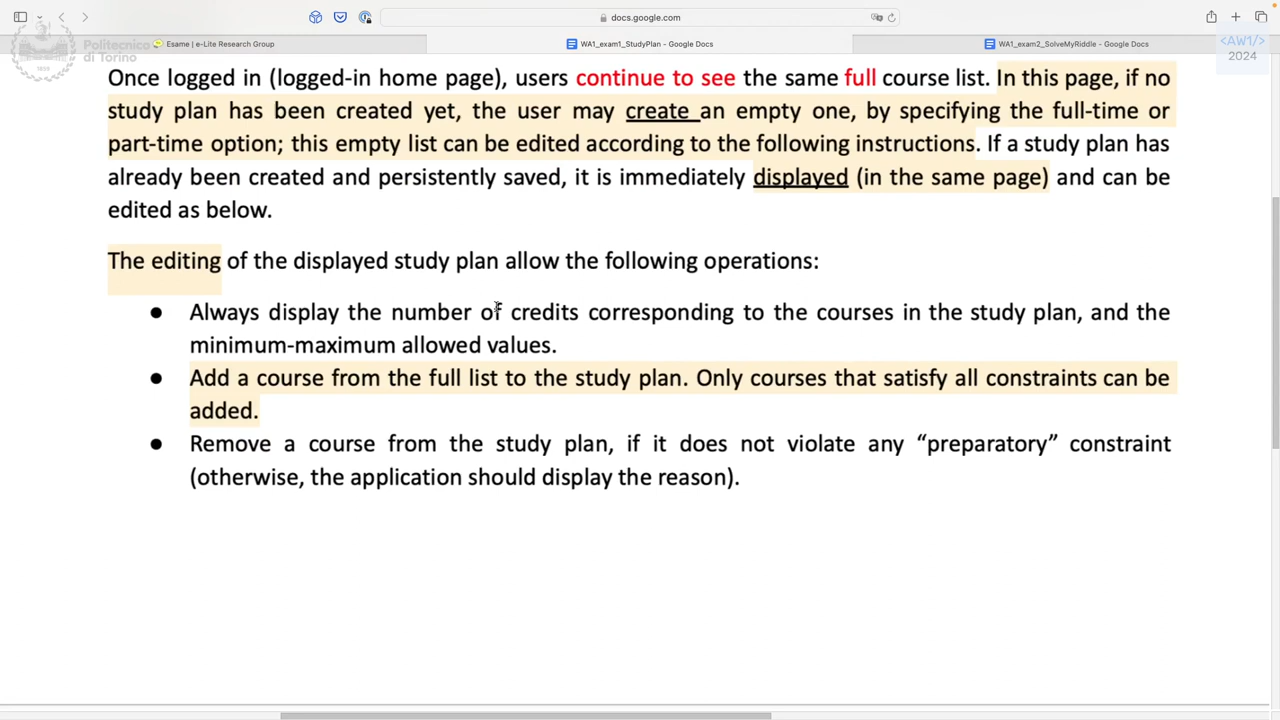 docs.google.com
Esame | e-Lite Research Group
WA1_exam1_StudyPlan - Google Docs
WA1_exam2_SolveMyRiddle - Google Docs
Politecnico
di Torino
1859
<AW1/>
2024
Once logged in (logged-in home page), users continue to see the same full course list. In this page, if no
study plan has been created yet, the user may create an empty one, by specifying the full-time or
part-time option; this empty list can be edited according to the following instructions. If a study plan has
already been created and persistently saved, it is immediately displayed (in the same page) and can be
edited as below.
The editing of the displayed study plan allow the following operations:
● Always display the number of credits corresponding to the courses in the study plan, and the
minimum-maximum allowed values.
● Add a course from the full list to the study plan. Only courses that satisfy all constraints can be
added.
● Remove a course from the study plan, if it does not violate any “preparatory” constraint
(otherwise, the application should display the reason).